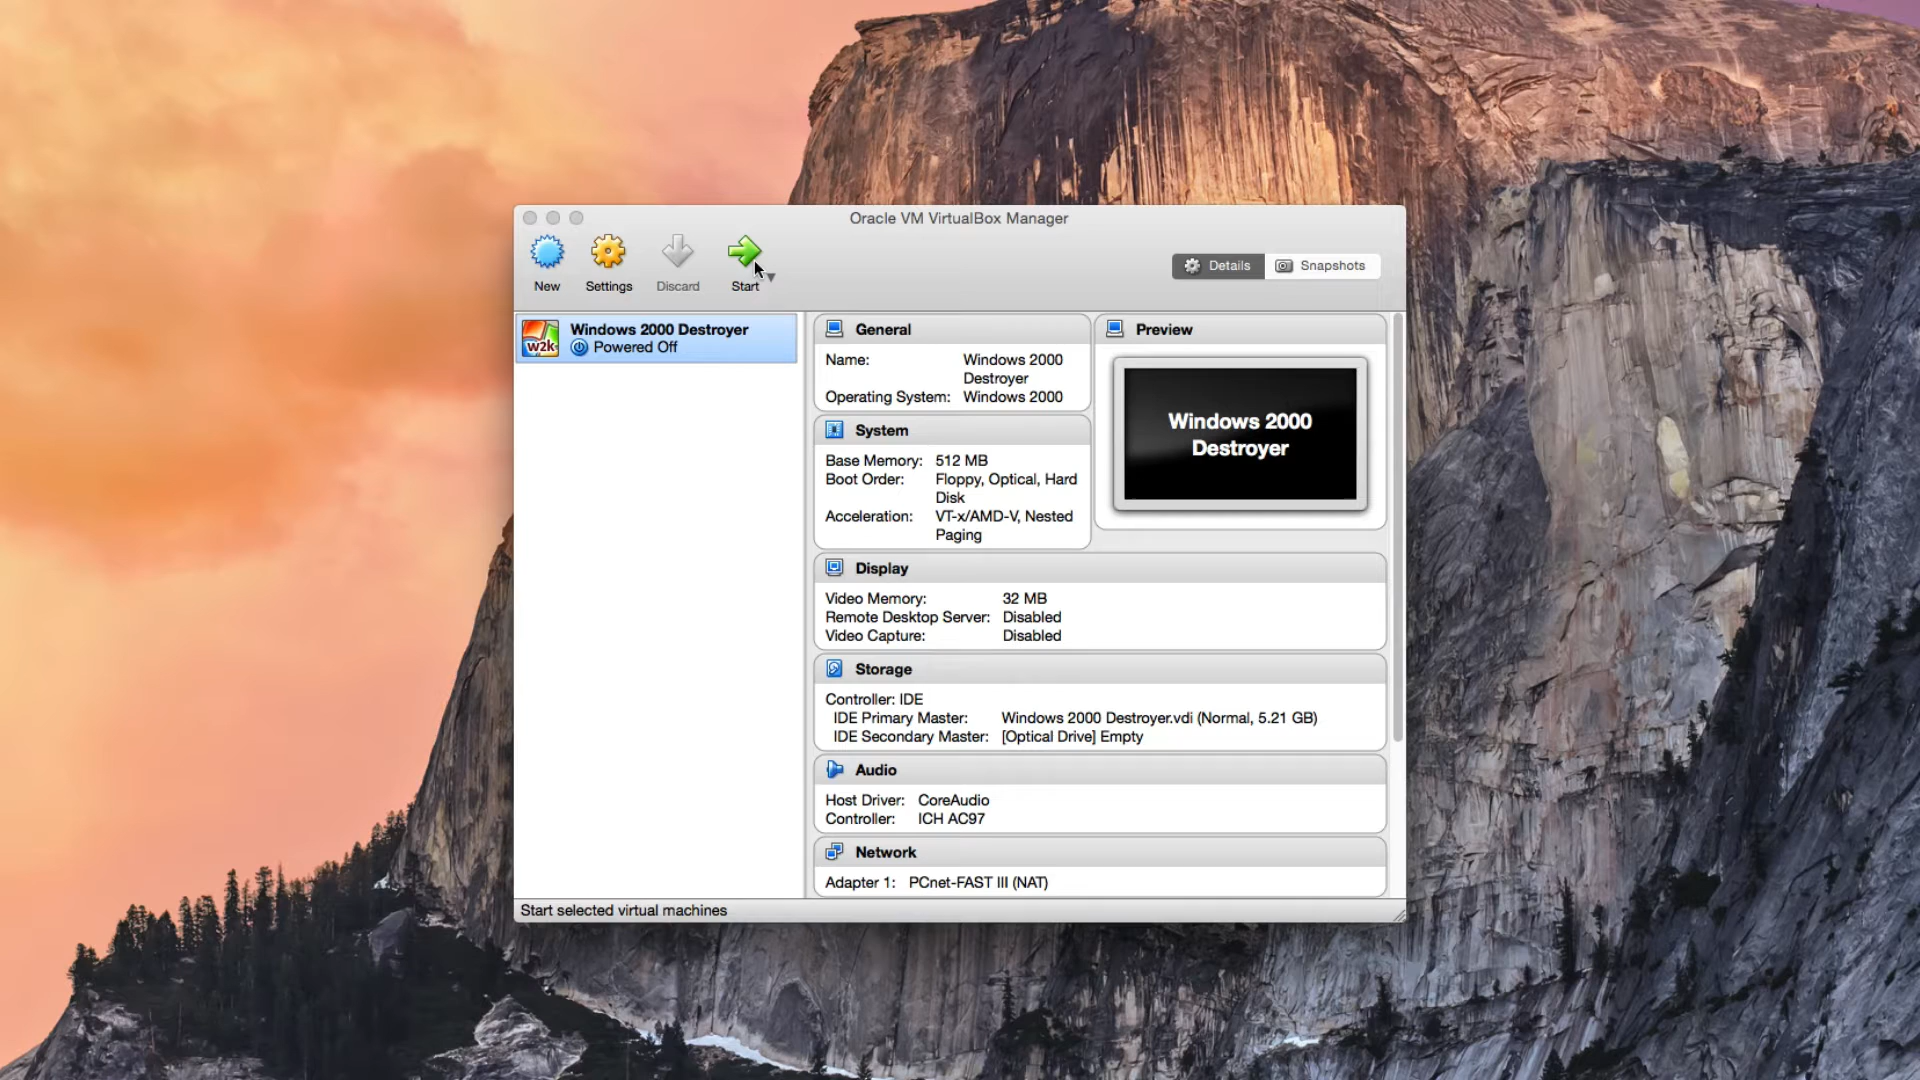 Oracle VM VirtualBox Manager
New
Settings
Discard
Start
Details
Snapshots
w2k
Windows 2000 Destroyer
Powered Off
General
Name: Windows 2000
Destroyer
Operating System: Windows 2000
System
Base Memory: 512 MB
Boot Order: Floppy, Optical, Hard
Disk
Acceleration: VT-x/AMD-V, Nested
Paging
Preview
Windows 2000
Destroyer
Display
Video Memory: 32 MB
Remote Desktop Server: Disabled
Video Capture: Disabled
Storage
Controller: IDE
IDE Primary Master: Windows 2000 Destroyer.vdi (Normal, 5.21 GB)
IDE Secondary Master: [Optical Drive] Empty
Audio
Host Driver: CoreAudio
Controller: ICH AC97
Network
Adapter 1: PCnet-FAST III (NAT)
Start selected virtual machines